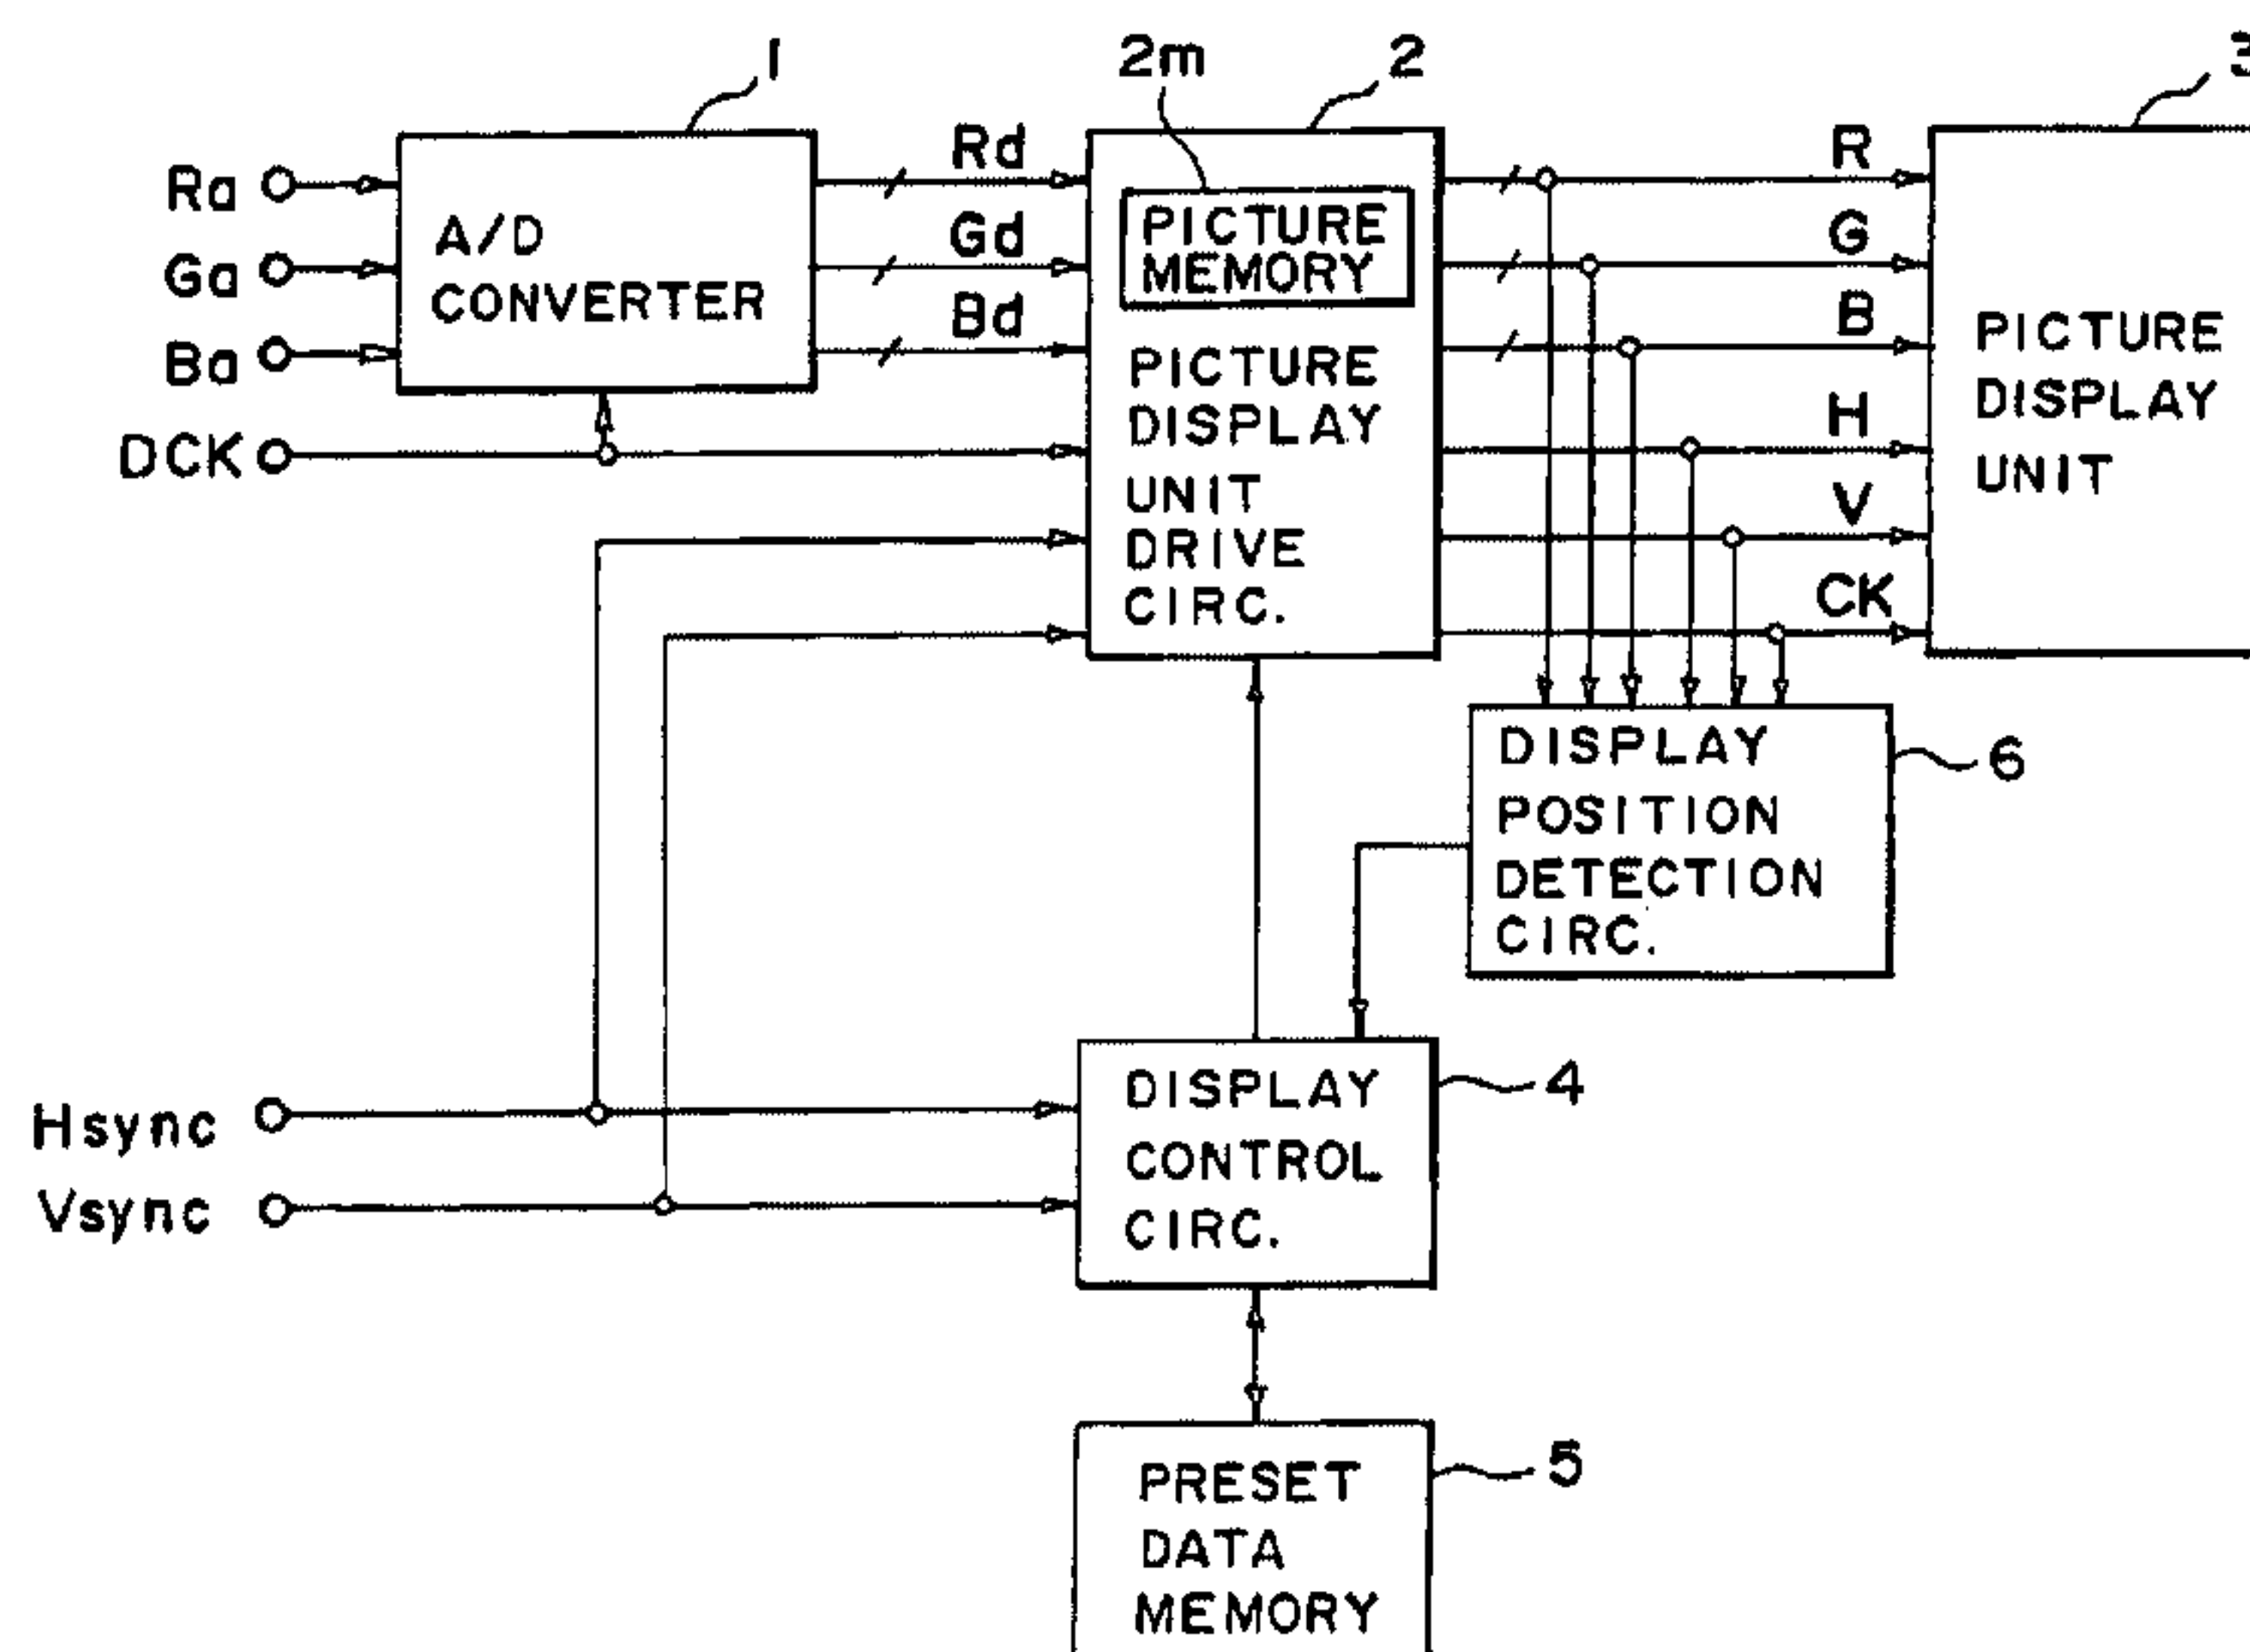 1
2m
2
3
Ra
Ga
Ba
DCK
A/D
CONVERTER
Rd
Gd
Bd
PICTURE
MEMORY
PICTURE
DISPLAY
UNIT
DRIVE
CIRC.
R
G
B
H
V
CK
PICTURE
DISPLAY
UNIT
DISPLAY
POSITION
DETECTION
CIRC.
6
Hsync
Vsync
DISPLAY
CONTROL
CIRC.
4
PRESET
DATA
MEMORY
5